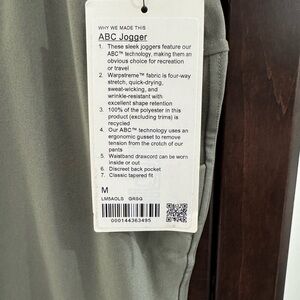 WHY WE MADE THIS
ABC Jogger
1. These sleek joggers feature our
ABC™ technology, making them an
obvious choice for recreation
or travel
2. Warpstreme™ fabric is four-way
stretch, quick-drying,
sweat-wicking, and
wrinkle-resistant with
excellent shape retention
3. 100% of the polyester in this
product (excluding trims) is
recycled
4. Our ABC™ technology uses an
ergonomic gusset to remove
tension from the crotch of our
pants
5. Waistband drawcord can be worn
inside or out
6. Discreet back pocket
7. Classic tapered fit
M
LM5AOLS GRSG
000144363495